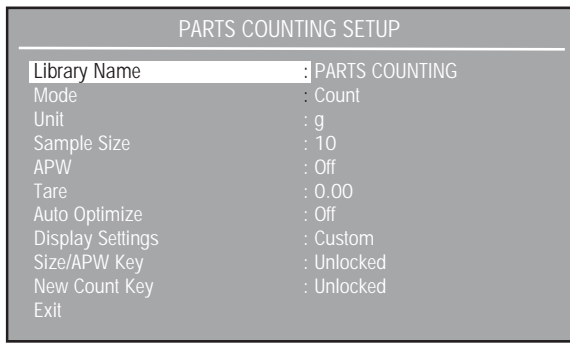 PARTS COUNTING SETUP
Library Name : PARTS COUNTING
Mode : Count
Unit : g
Sample Size : 10
APW : Off
Tare : 0.00
Auto Optimize : Off
Display Settings : Custom
Size/APW Key : Unlocked
New Count Key : Unlocked
Exit